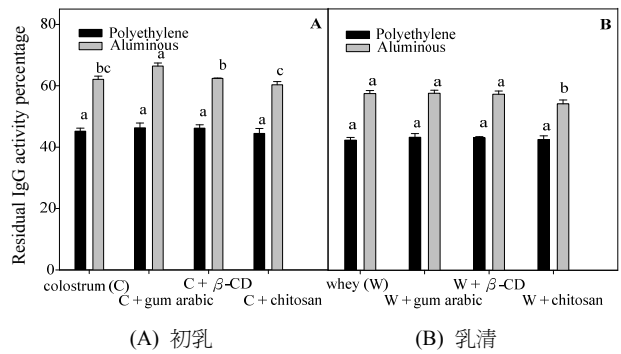 Residual IgG activity percentage
80
60
40
20
0
A
Polyethylene
Aluminous
a bc a a a b a c
colostrum (C) C + β-CD
C + gum arabic C + chitosan
B
Polyethylene
Aluminous
a a a a a a a b
whey (W) W + β-CD
W + gum arabic W + chitosan
(A) 初乳 (B) 乳清